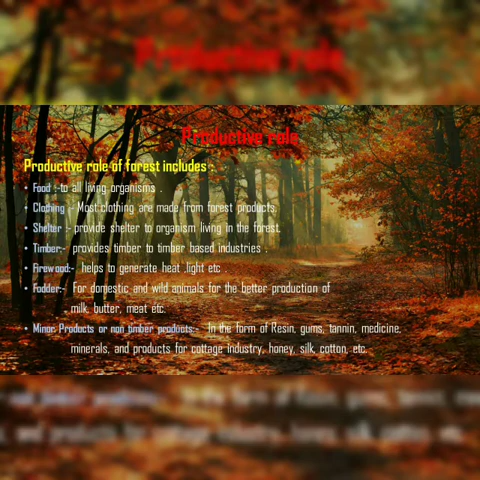 Productive role
Productive role of forest includes :
• Food :-to all living organisms .
• Clothing :- Most clothing are made from forest products.
• Shelter :- provide shelter to organism living in the forest.
• Timber:- provides timber to timber based industries .
• Firewood:- helps to generate heat ,light etc .
• Fodder:- For domestic and wild animals for the better production of
milk, butter, meat etc.
• Minor Products or non timber products:- In the form of Resin, gums, tannin, medicine,
minerals, and products for cottage industry, honey, silk, cotton, etc.